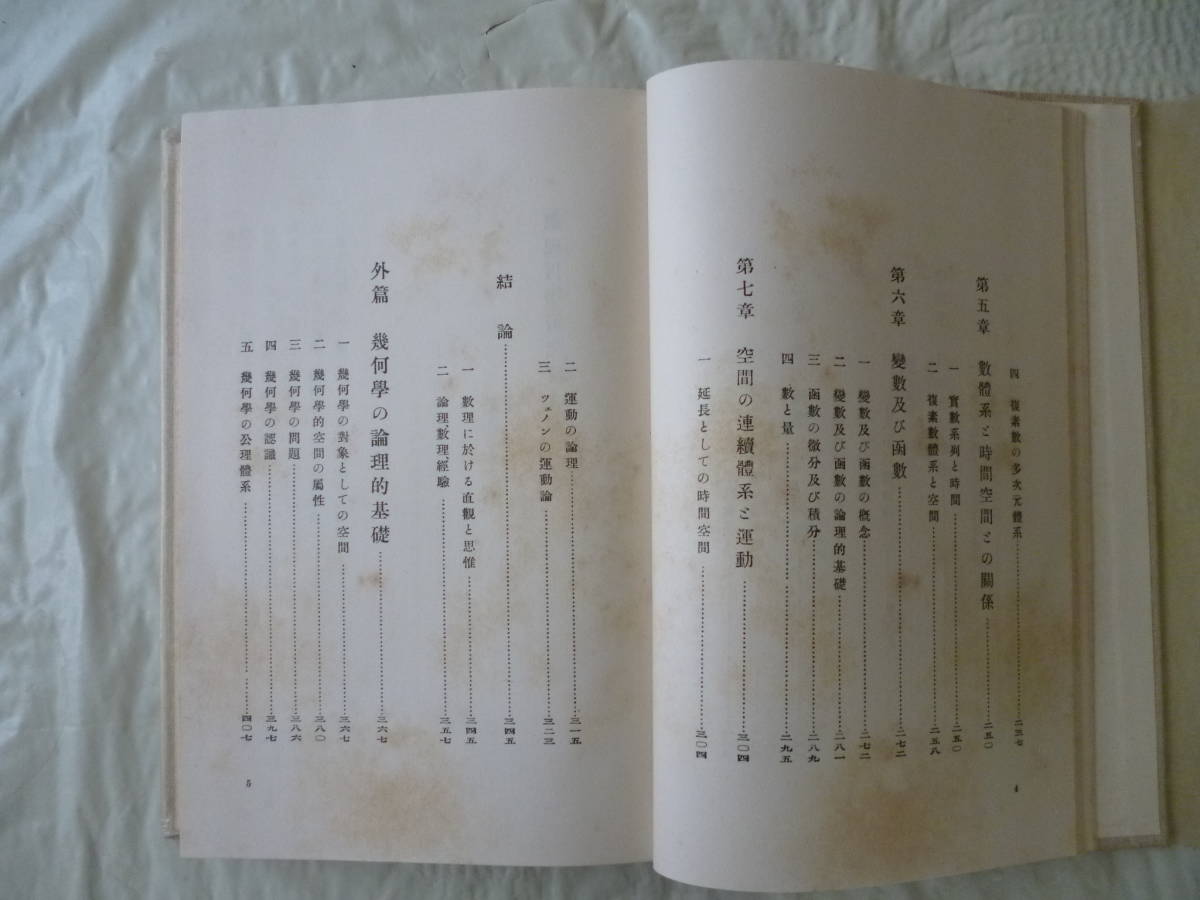 四 複素數の多次元體系…二三七
第五章 數體系と時間空間との關係…二五〇
一 實數系列と時間…二五〇
二 複素數體系と空間…二五八
第六章 變數及び函數…二七二
一 變數及び函數の概念…二七二
二 變數及び函數の論理的基礎…二八一
三 函數の微分及び積分…二八九
四 數と量…二九五
第七章 空間の連續體系と運動…三〇四
一 延長としての時間空間…三〇四
4
二 運動の論理…三一五
三 ツェノンの運動論…三二三
結論…三四五
一 數理に於ける直觀と思惟…三四五
二 論理、數理、經驗…三五七
外篇 幾何學の論理的基礎…三六七
一 幾何學の對象としての空間…三六七
二 幾何學的空間の屬性…三八〇
三 幾何學の問題…三八六
四 幾何學の認識…三九七
五 幾何學の公理體系…四〇七
5